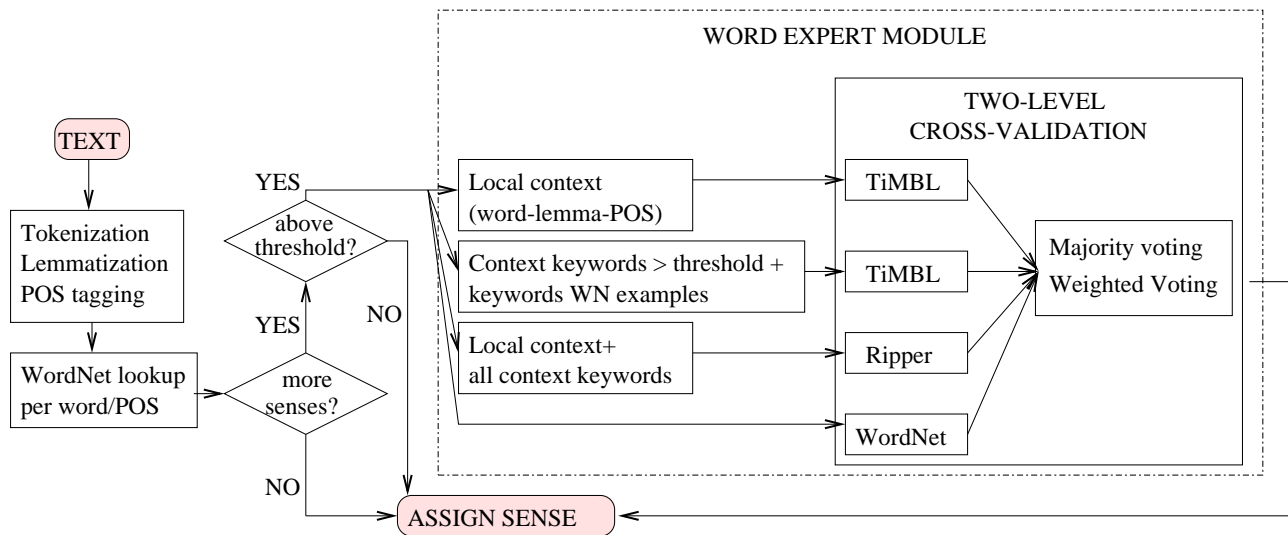 WORD EXPERT MODULE
TWO-LEVEL
CROSS-VALIDATION
TEXT
Tokenization
Lemmatization
POS tagging
WordNet lookup
per word/POS
YES
above
threshold?
NO
YES
more
senses?
NO
Local context
(word-lemma-POS)
Context keywords > threshold +
keywords WN examples
Local context+
all context keywords
TiMBL
TiMBL
Ripper
WordNet
Majority voting
Weighted Voting
ASSIGN SENSE